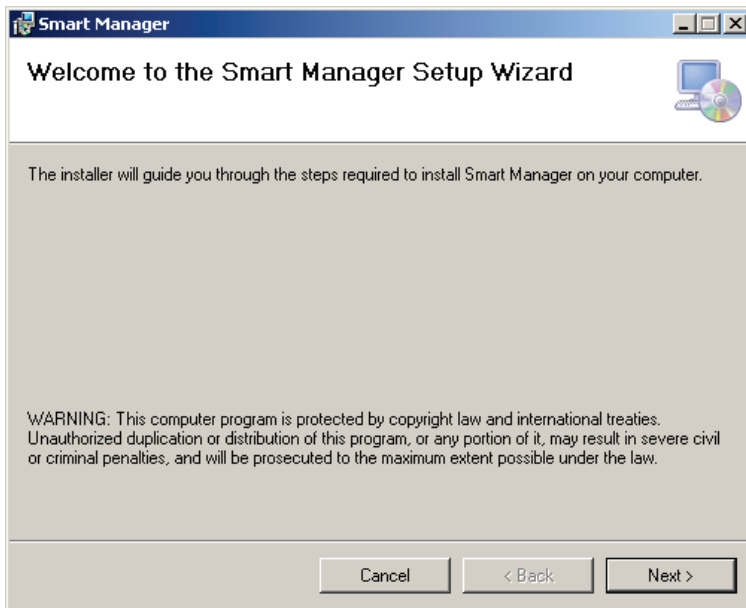 Smart Manager
Welcome to the Smart Manager Setup Wizard
The installer will guide you through the steps required to install Smart Manager on your computer.
WARNING: This computer program is protected by copyright law and international treaties.
Unauthorized duplication or distribution of this program, or any portion of it, may result in severe civil
or criminal penalties, and will be prosecuted to the maximum extent possible under the law.
Cancel < Back Next >